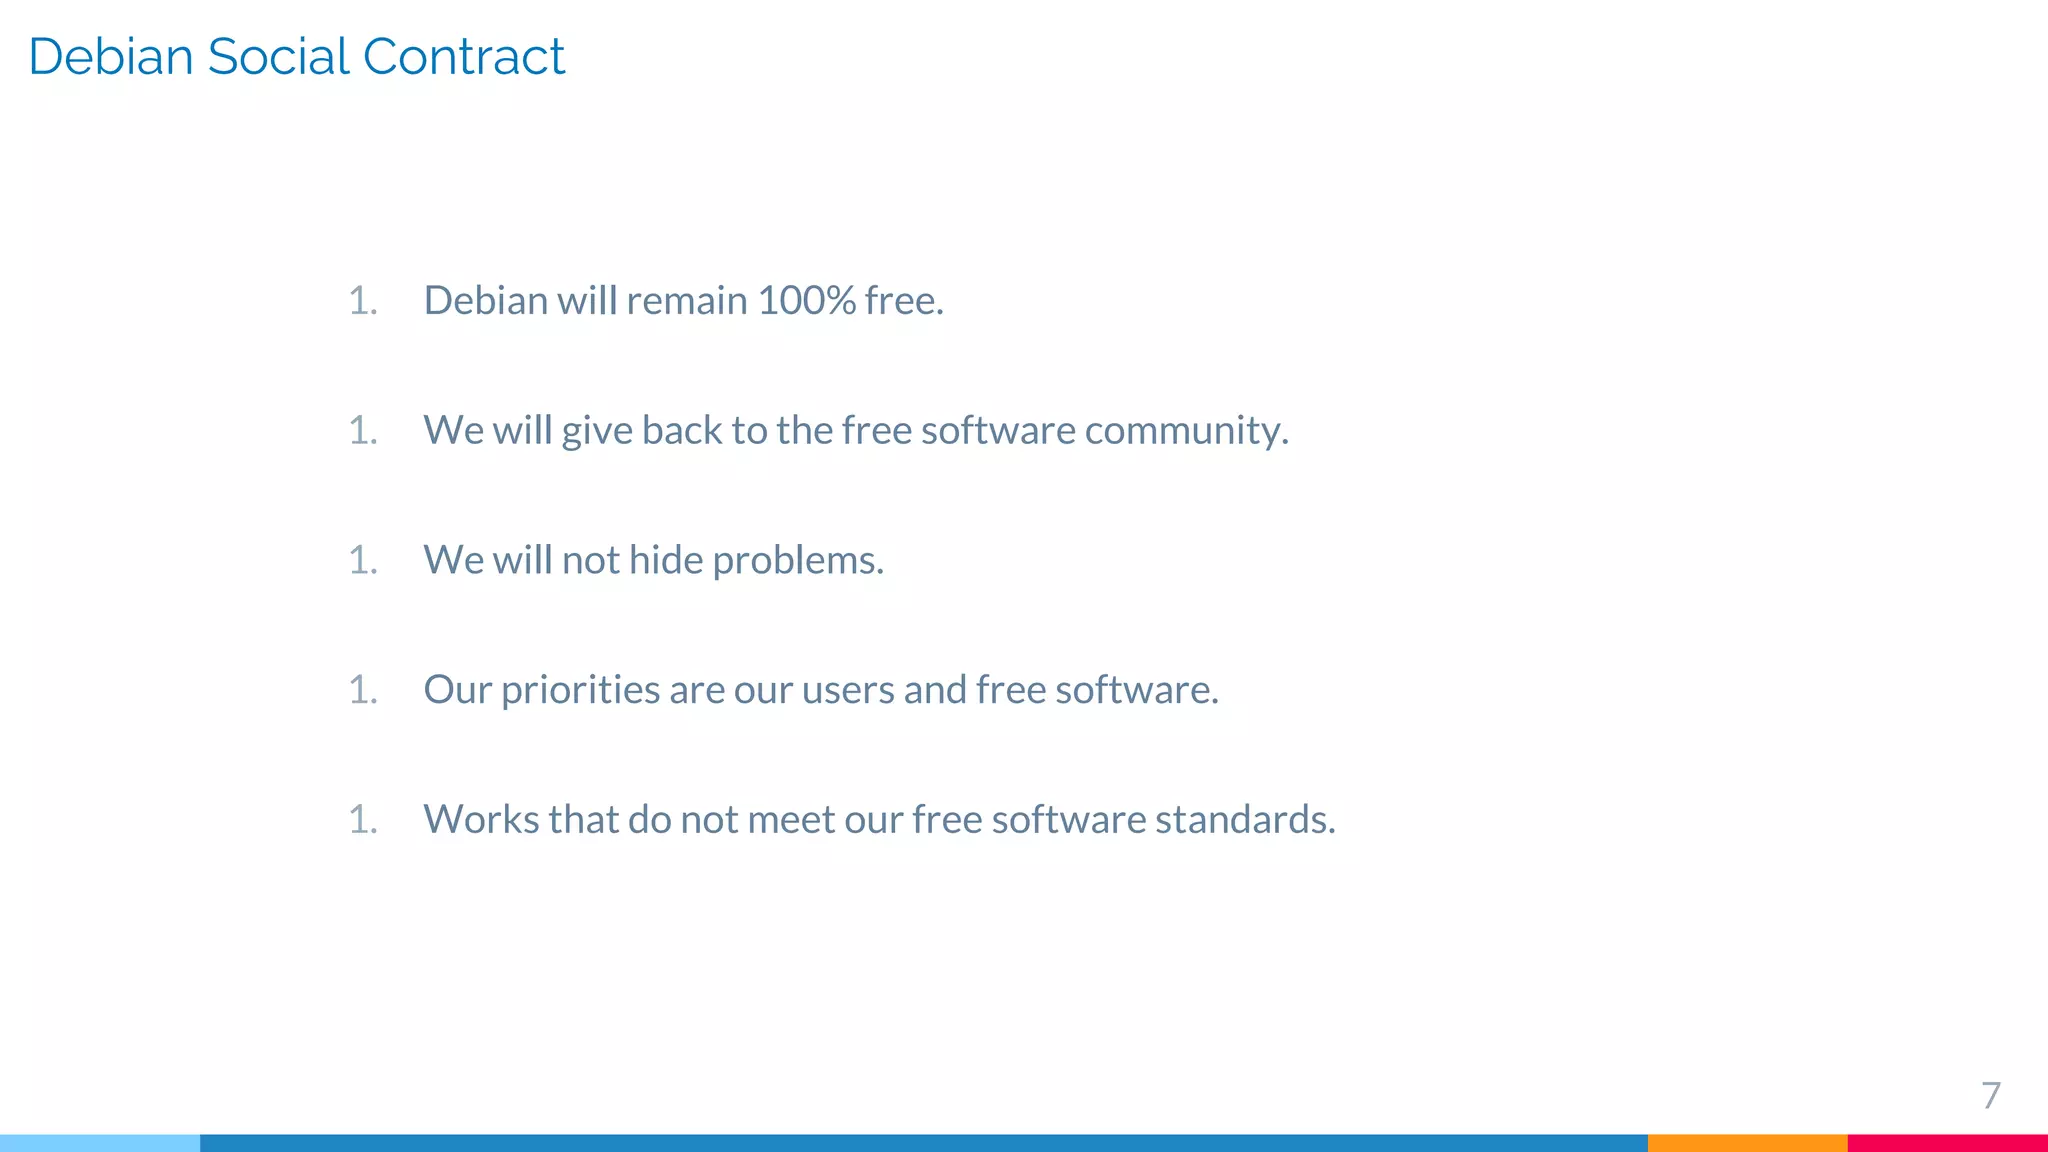 Debian Social Contract
1. Debian will remain 100% free.
1. We will give back to the free software community.
1. We will not hide problems.
1. Our priorities are our users and free software.
1. Works that do not meet our free software standards.
7